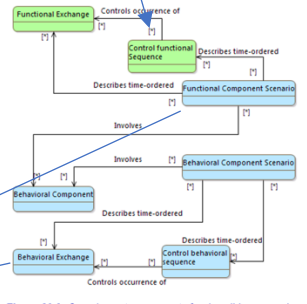 Controls occurrence of
Functional Exchange
[*]
[*]
[*]
Control functional
Sequence
Describes time-ordered
[*]
Describes time-ordered
[*]
Functional Component Scenario
Involves
Involves
[*]
Behavioral Component Scenario
[*]
[*]
Behavioral Component
Describes time-ordered
Describes time-ordered
[*]
Behavioral Exchange
[*]
[*]
Control behavioral
sequence
[*]
Controls occurrence of